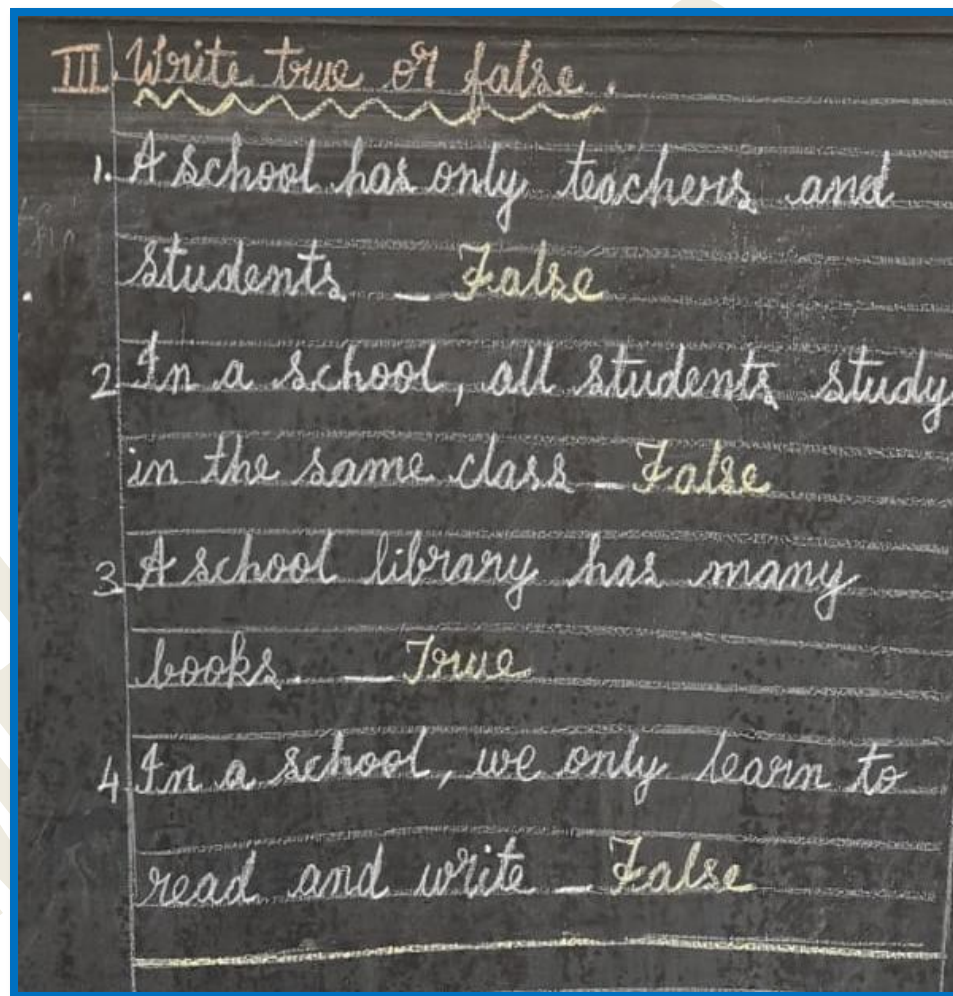 III. Write true or false.
1. A school has only teachers and
students _ False
2 In a school, all students study
in the same class _ False
3 A school library has many
books. _ True
4 In a school, we only learn to
read and write _ False